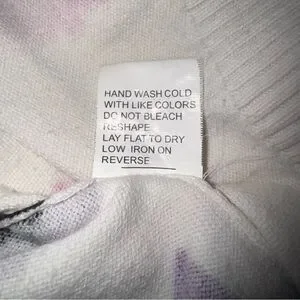 HAND WASH COLD
WITH LIKE COLORS
DO NOT BLEACH
RESHAPE
LAY FLAT TO DRY
LOW IRON ON
REVERSE